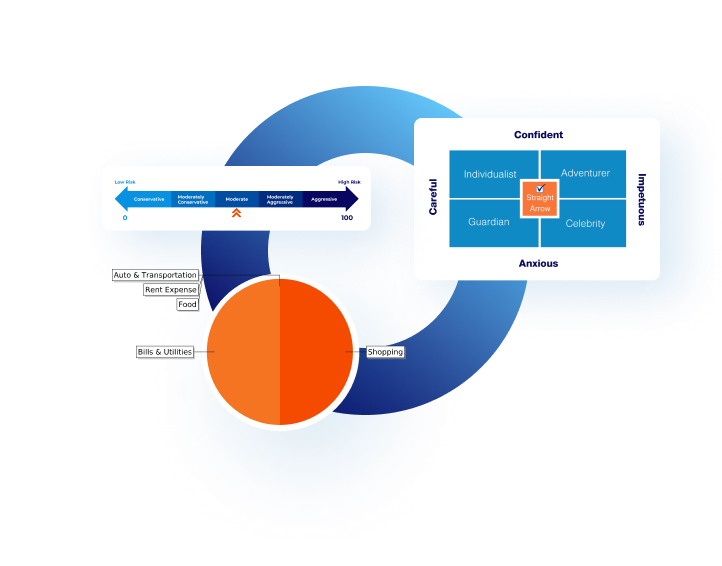 Confident
Careful
Individualist
Adventurer
Straight
Arrow
Guardian
Celebrity
Impetuous
Anxious
Low Risk
High Risk
Conservative
Moderately
Conservative
Moderate
Moderately
Aggressive
Aggressive
0
100
Auto & Transportation
Rent Expense
Food
Bills & Utilities
Shopping